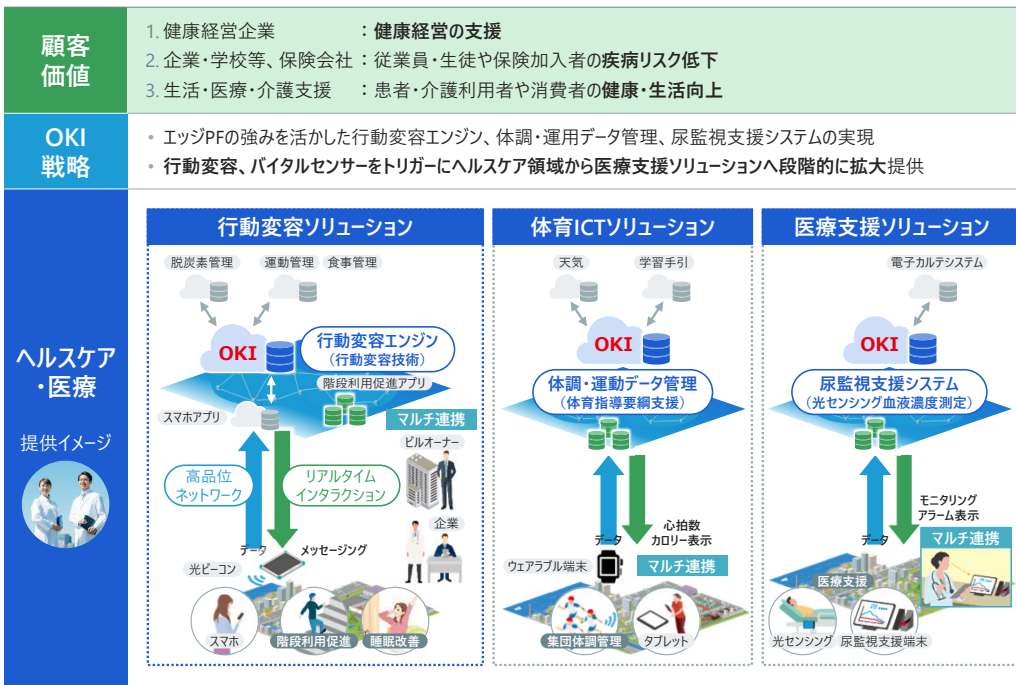 顧客
価値
1. 健康経営企業 ：健康経営の支援
2. 企業・学校等、保険会社：従業員・生徒や保険加入者の疾病リスク低下
3. 生活・医療・介護支援 ：患者・介護利用者や消費者の健康・生活向上
OKI
戦略
• エッジPFの強みを活かした行動変容エンジン、体調・運用データ管理、尿監視支援システムの実現
• 行動変容、バイタルセンサーをトリガーにヘルスケア領域から医療支援ソリューションへ段階的に拡大提供
ヘルスケア
・医療
提供イメージ
行動変容ソリューション
脱炭素管理
運動管理
食事管理
OKI
行動変容エンジン
（行動変容技術）
階段利用促進アプリ
スマホアプリ
マルチ連携
ビルオーナー
高品位
ネットワーク
リアルタイム
インタラクション
企業
データ
メッセージング
光ビーコン
スマホ
階段利用促進
睡眠改善
体育ICTソリューション
天気
学習手引
OKI
体調・運動データ管理
（体育指導要綱支援）
心拍数
カロリー表示
データ
ウェアラブル端末
マルチ連携
集団体調管理
タブレット
医療支援ソリューション
電子カルテシステム
OKI
尿監視支援システム
（光センシング血液濃度測定）
モニタリング
アラーム表示
データ
マルチ連携
医療支援
光センシング
尿監視支援端末